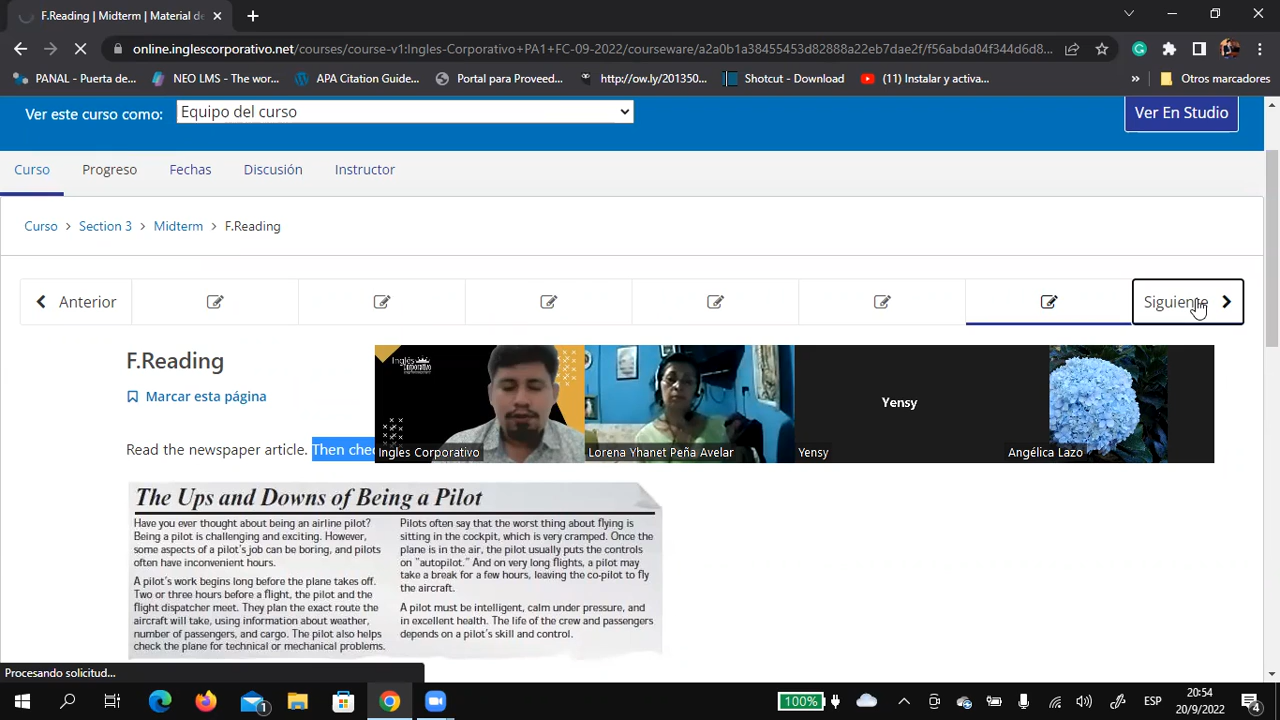 F.Reading | Midterm | Material de
online.inglescorporativo.net/courses/course-v1:Ingles-Corporativo+PA1+FC-09-2022/courseware/a2a0b1a38455453d82888a22eb7dae2f/f56abda04f344d6d8...
PANAL - Puerta de... NEO LMS - The wor... APA Citation Guide... Portal para Proveed... http://ow.ly/201350... Shotcut - Download (11) Instalar y activa... » Otros marcadores
Ver este curso como: Equipo del curso Ver En Studio
Curso Progreso Fechas Discusión Instructor
Curso > Section 3 > Midterm > F.Reading
Anterior Siguiente
F.Reading
Marcar esta página
Read the newspaper article. Then chec
Inglés Corporativo
Ingles Corporativo
Lorena Yhanet Peña Avelar
Yensy
Yensy
Angélica Lazo
The Ups and Downs of Being a Pilot
Have you ever thought about being an airline pilot?
Being a pilot is challenging and exciting. However,
some aspects of a pilot's job can be boring, and pilots
often have inconvenient hours.
A pilot's work begins long before the plane takes off.
Two or three hours before a flight, the pilot and the
flight dispatcher meet. They plan the exact route the
aircraft will take, using information about weather,
number of passengers, and cargo. The pilot also helps
check the plane for technical or mechanical problems.
Pilots often say that the worst thing about flying is
sitting in the cockpit, which is very cramped. Once the
plane is in the air, the pilot usually puts the controls
on "autopilot." And on very long flights, a pilot may
take a break for a few hours, leaving the co-pilot to fly
the aircraft.
A pilot must be intelligent, calm under pressure, and
in excellent health. The life of the crew and passengers
depends on a pilot's skill and control.
Procesando solicitud...
1
100%
ESP
20:54
20/9/2022
4